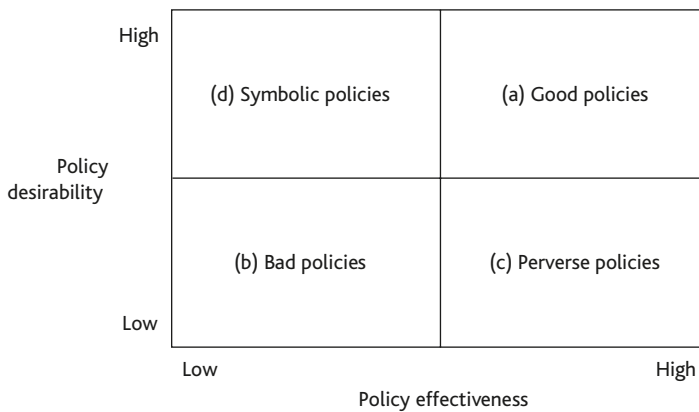 High
(d) Symbolic policies
(a) Good policies
Policy
desirability
(b) Bad policies
(c) Perverse policies
Low
Low
High
Policy effectiveness